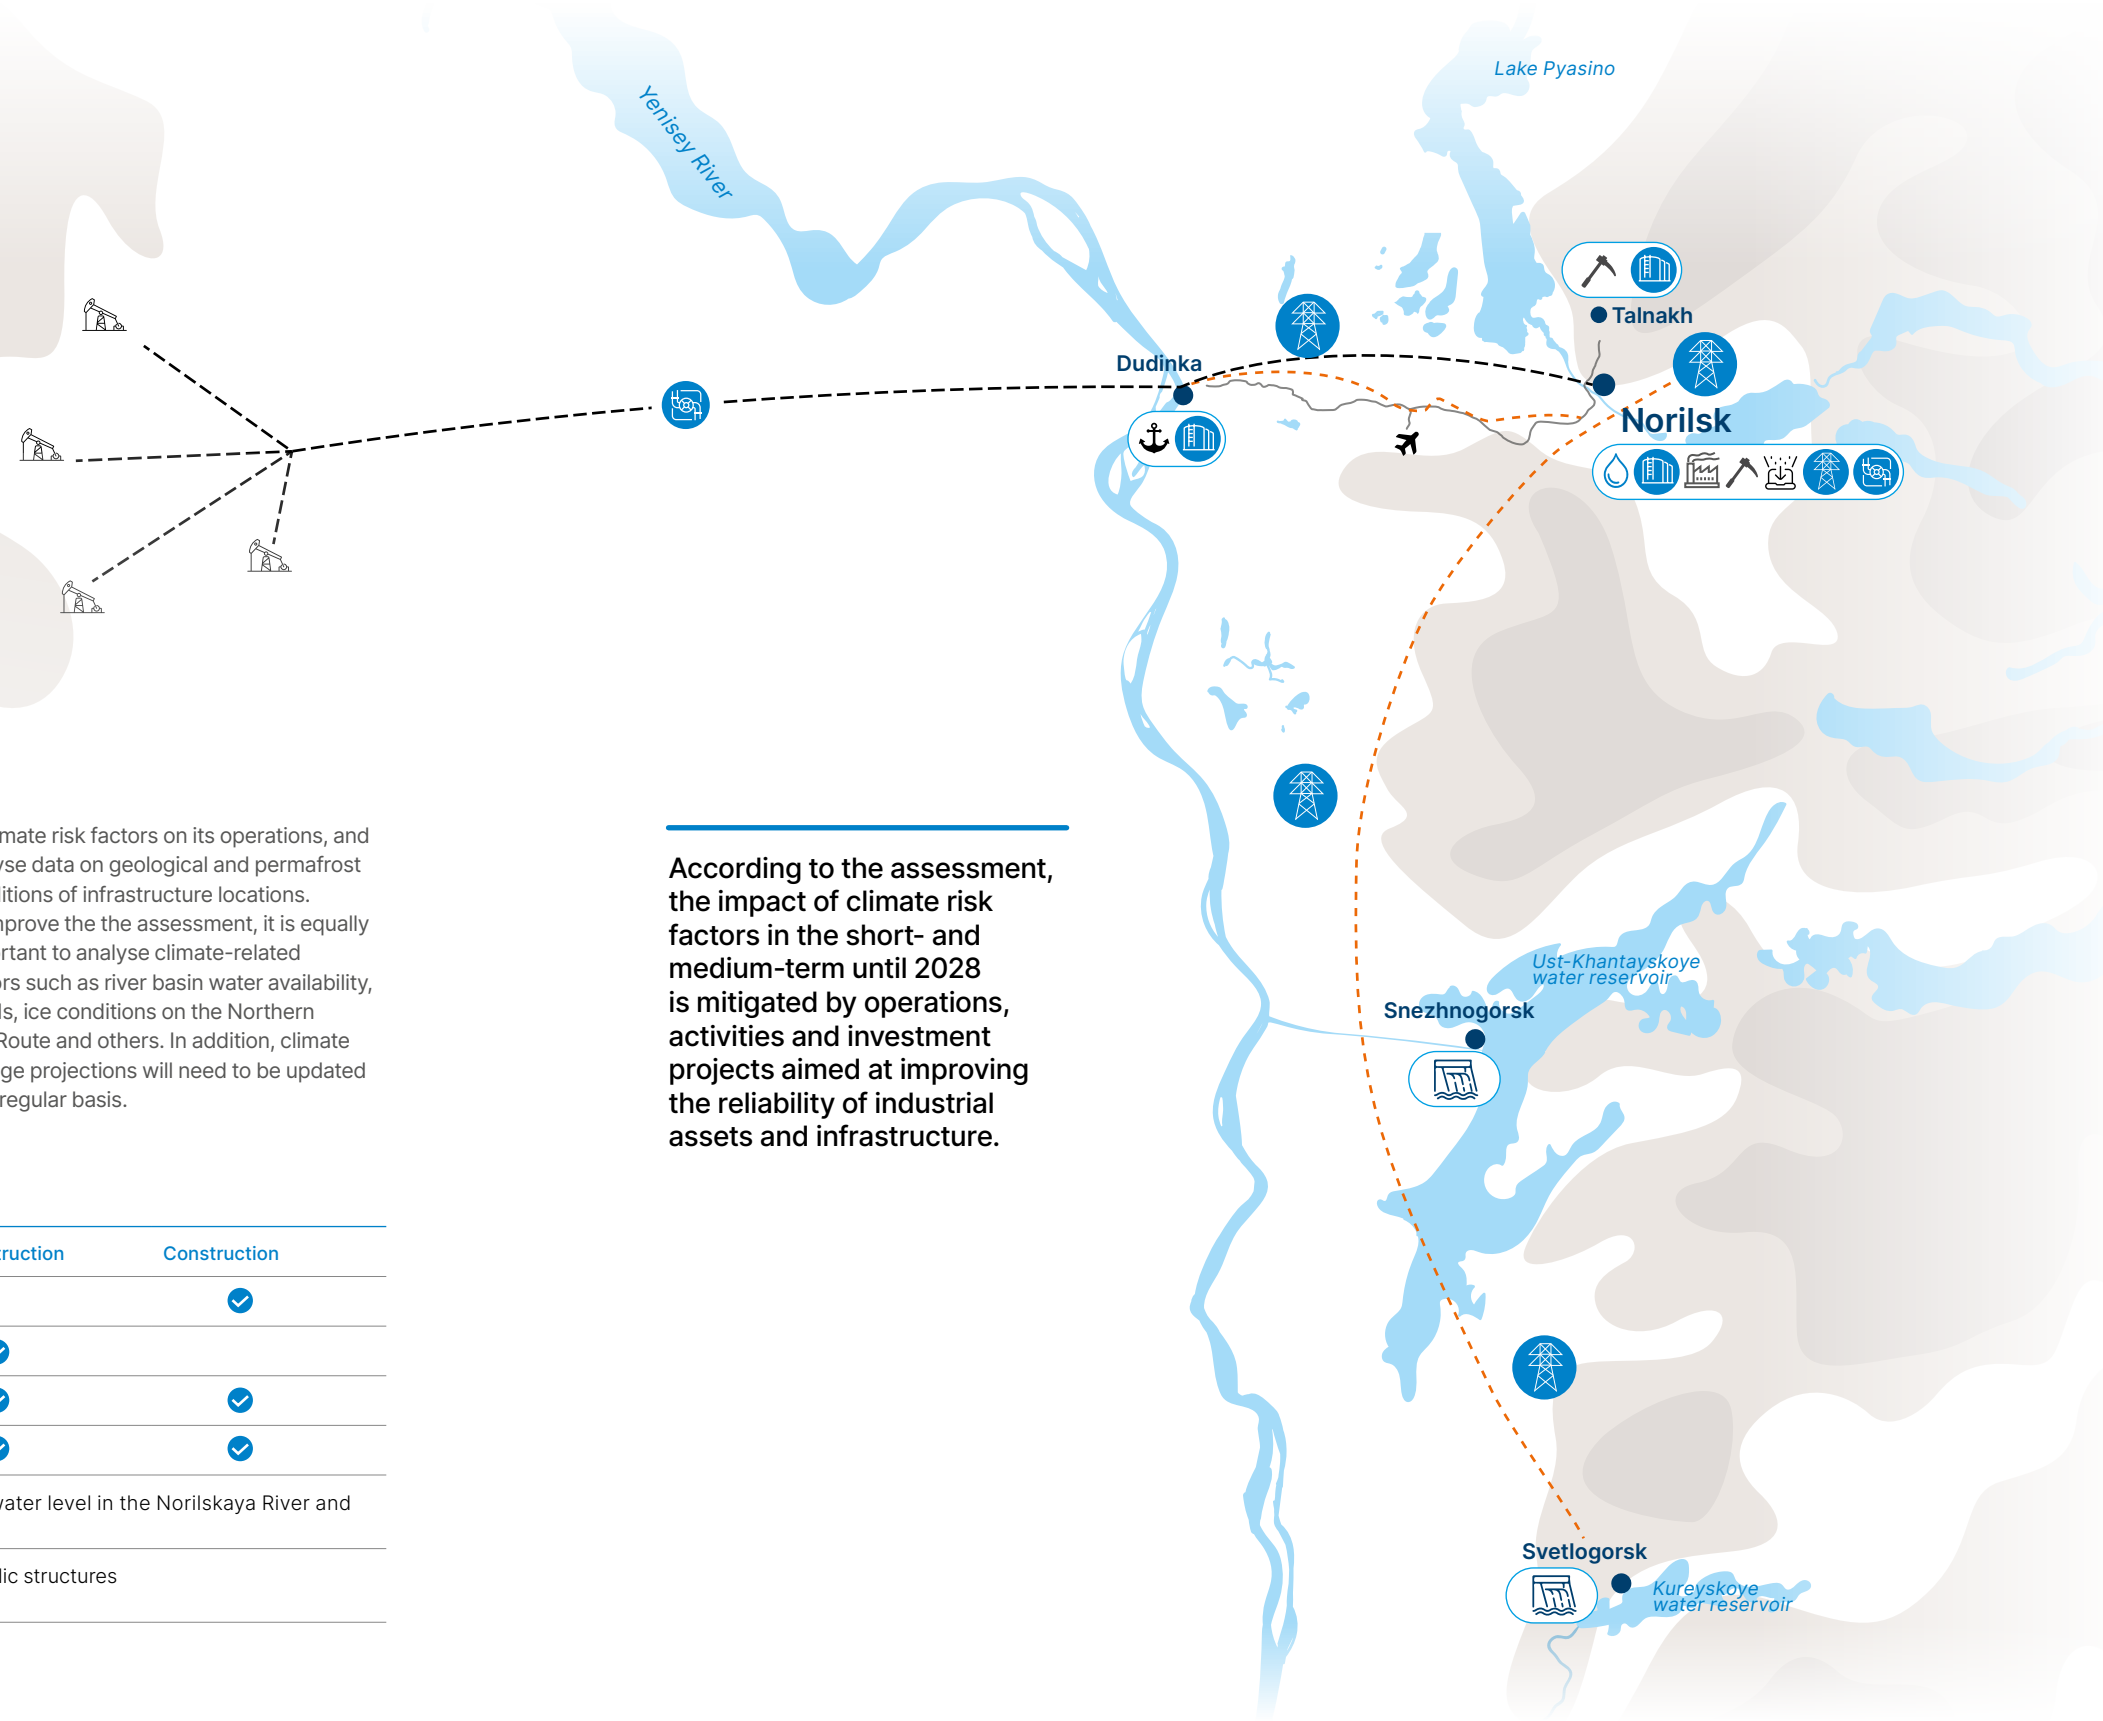 Lake Pyasino
Yenisey River
Talnakh
Dudinka
Norilsk
mate risk factors on its operations, and
yse data on geological and permafrost
ditions of infrastructure locations.
mprove the the assessment, it is equally
rtant to analyse climate-related
ors such as river basin water availability,
ls, ice conditions on the Northern
Route and others. In addition, climate
ge projections will need to be updated
regular basis.
According to the assessment,
the impact of climate risk
factors in the short- and
medium-term until 2028
is mitigated by operations,
activities and investment
projects aimed at improving
the reliability of industrial
assets and infrastructure.
Ust-Khantayskoye
water reservoir
Snezhnogorsk
truction Construction
water level in the Norilskaya River and
lic structures
Svetlogorsk
Kureyskoye
water reservoir